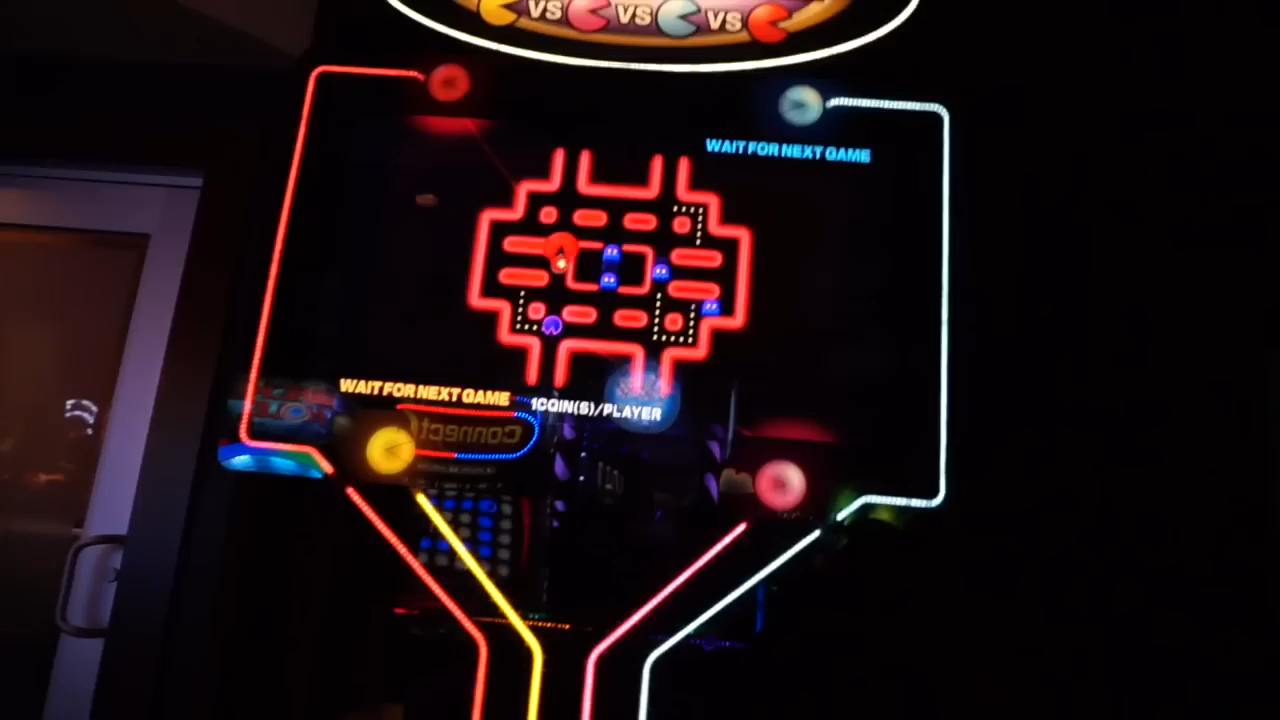 VS VS VS
WAIT FOR NEXT GAME
WAIT FOR NEXT GAME
1COIN(S)/PLAYER
Connect